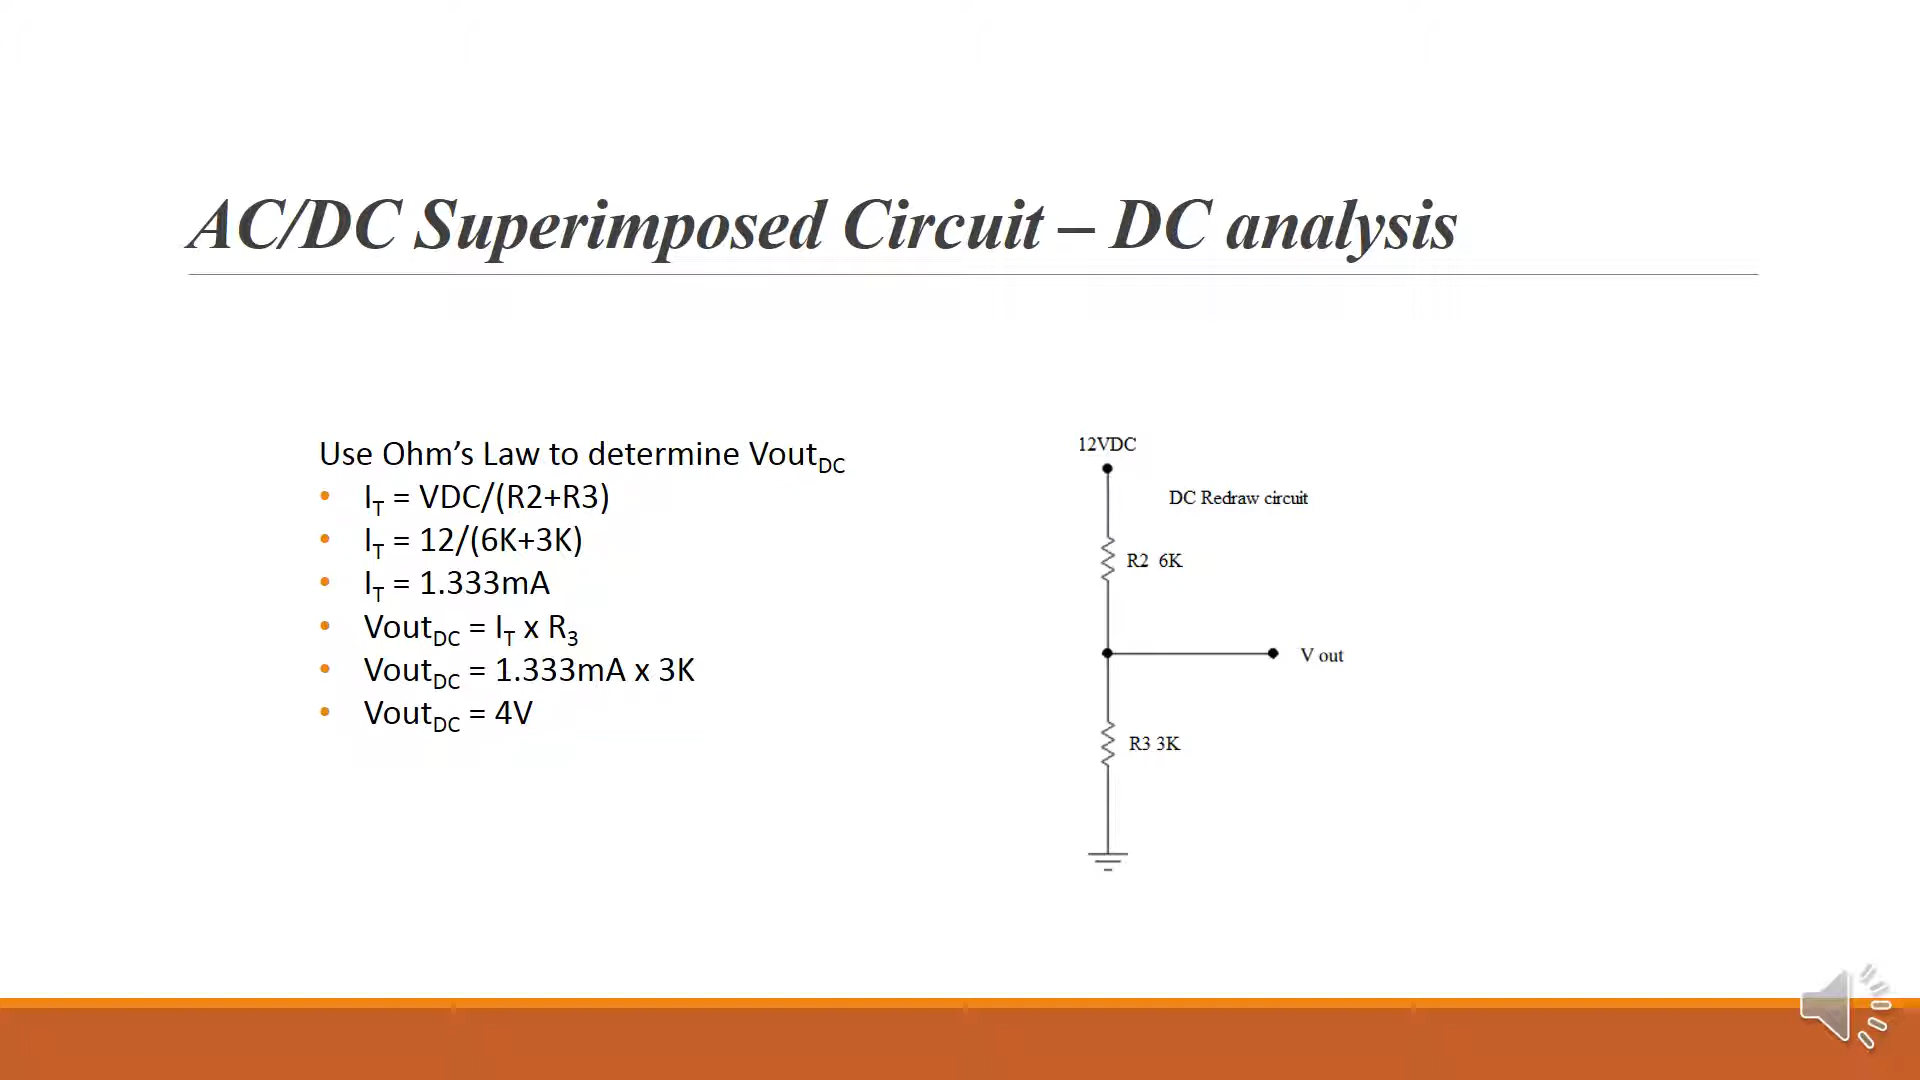 AC/DC Superimposed Circuit – DC analysis
Use Ohm's Law to determine Vout_DC
• I_T = VDC/(R2+R3)
• I_T = 12/(6K+3K)
• I_T = 1.333mA
• Vout_DC = I_T x R_3
• Vout_DC = 1.333mA x 3K
• Vout_DC = 4V
12VDC
DC Redraw circuit
R2 6K
V out
R3 3K